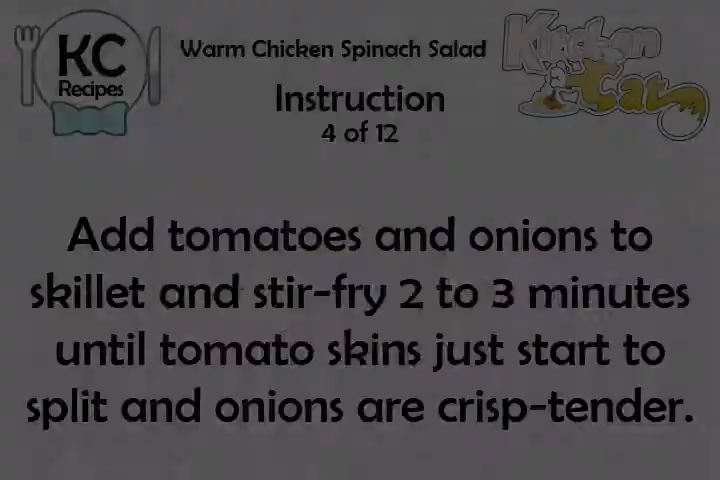 KC
Recipes
Warm Chicken Spinach Salad
Kitchen
Cat
Instruction
4 of 12
Add tomatoes and onions to
skillet and stir-fry 2 to 3 minutes
until tomato skins just start to
split and onions are crisp-tender.